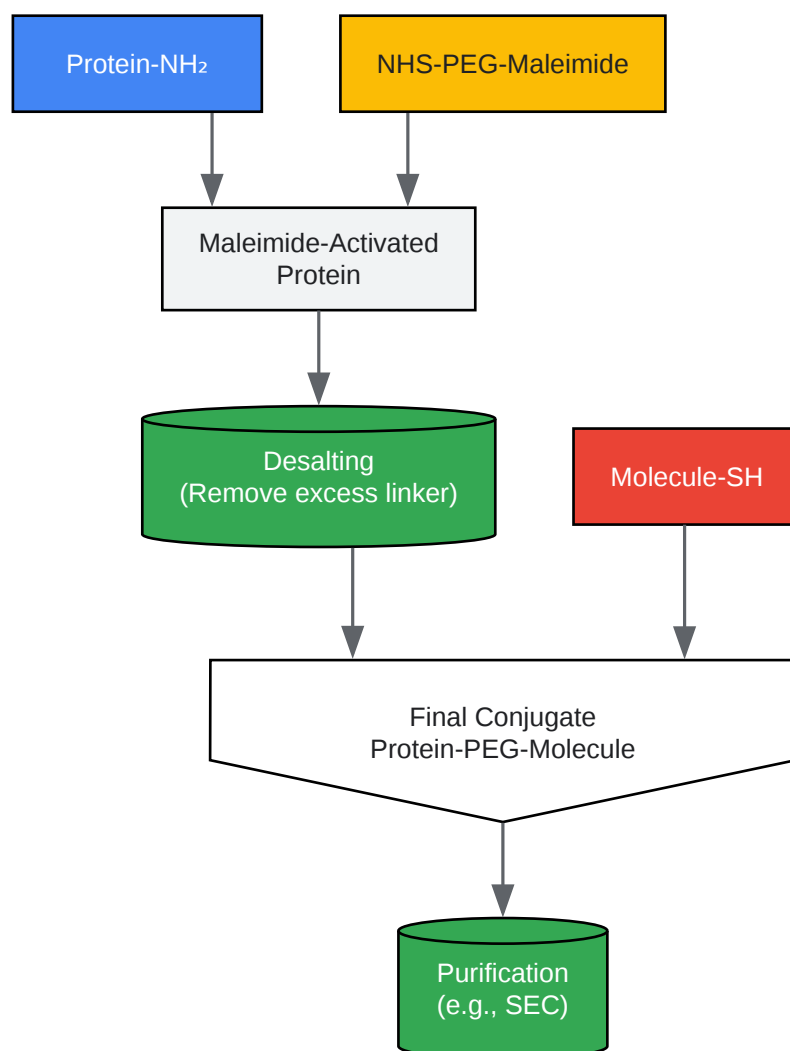 Protein-NH₂
NHS-PEG-Maleimide
Maleimide-Activated
Protein
Desalting
(Remove excess linker)
Molecule-SH
Final Conjugate
Protein-PEG-Molecule
Purification
(e.g., SEC)